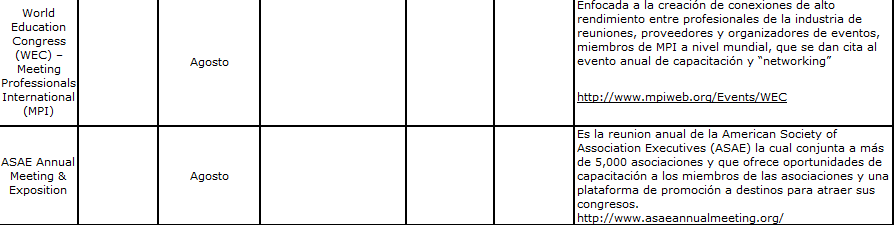 World
Education
Congress
(WEC) –
Meeting
Professionals
International
(MPI)
Agosto
Enfocada a la creación de conexiones de alto
rendimiento entre profesionales de la industria de
reuniones, proveedores y organizadores de eventos,
miembros de MPI a nivel mundial, que se dan cita al
evento anual de capacitación y “networking”
http://www.mpiweb.org/Events/WEC
ASAE Annual
Meeting &
Exposition
Agosto
Es la reunion anual de la American Society of
Association Executives (ASAE) la cual conjunta a más
de 5,000 asociaciones y que ofrece oportunidades de
capacitación a los miembros de las asociaciones y una
plataforma de promoción a destinos para atraer sus
congresos.
http://www.asaeannualmeeting.org/